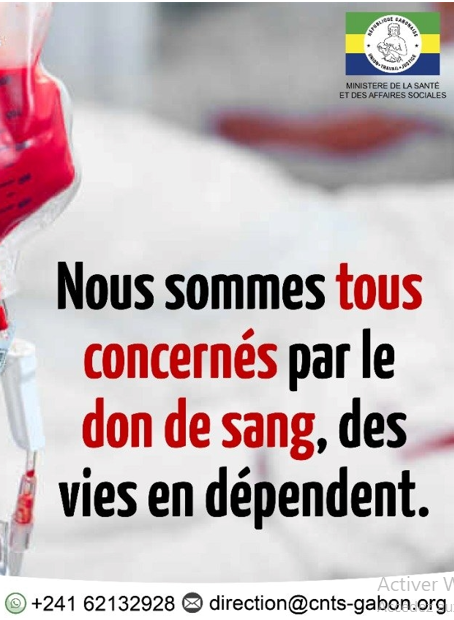 RÉPUBLIQUE GABONAISE
UNION • TRAVAIL • JUSTICE
MINISTERE DE LA SANTÉ
ET DES AFFAIRES SOCIALES
Nous sommes tous
concernés par le
don de sang, des
vies en dépendent.
Activer W
+241 62132928 direction@cnts-gabon.org